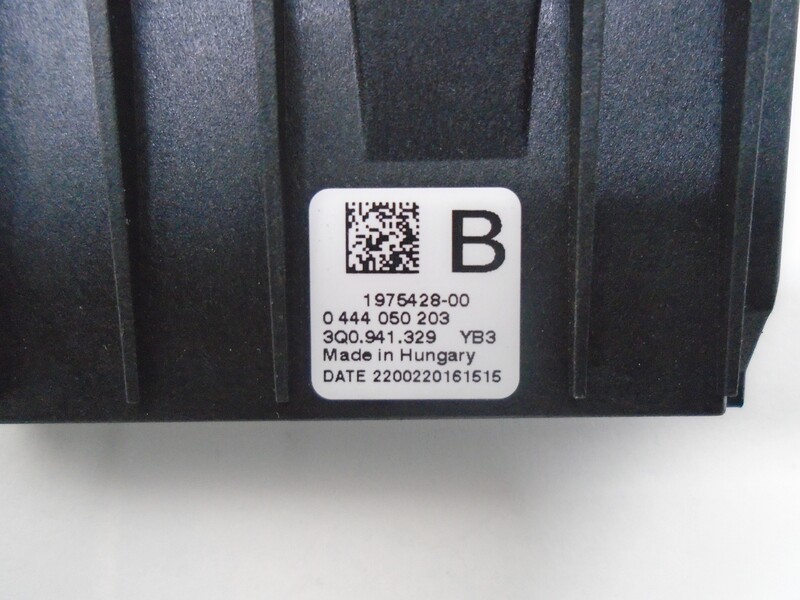 B
1975428-00
0 444 050 203
3Q0.941.329 YB3
Made in Hungary
DATE 2200220161515